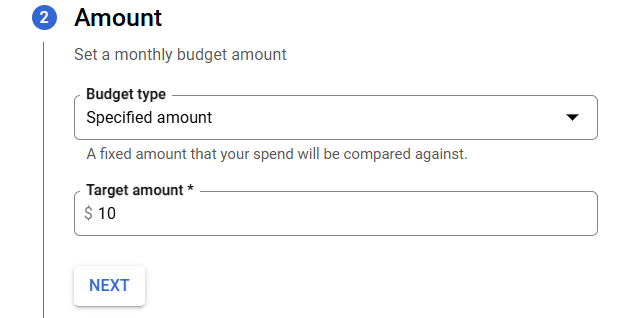 2 Amount
Set a monthly budget amount
Budget type
Specified amount
A fixed amount that your spend will be compared against.
Target amount *
$ 10
NEXT